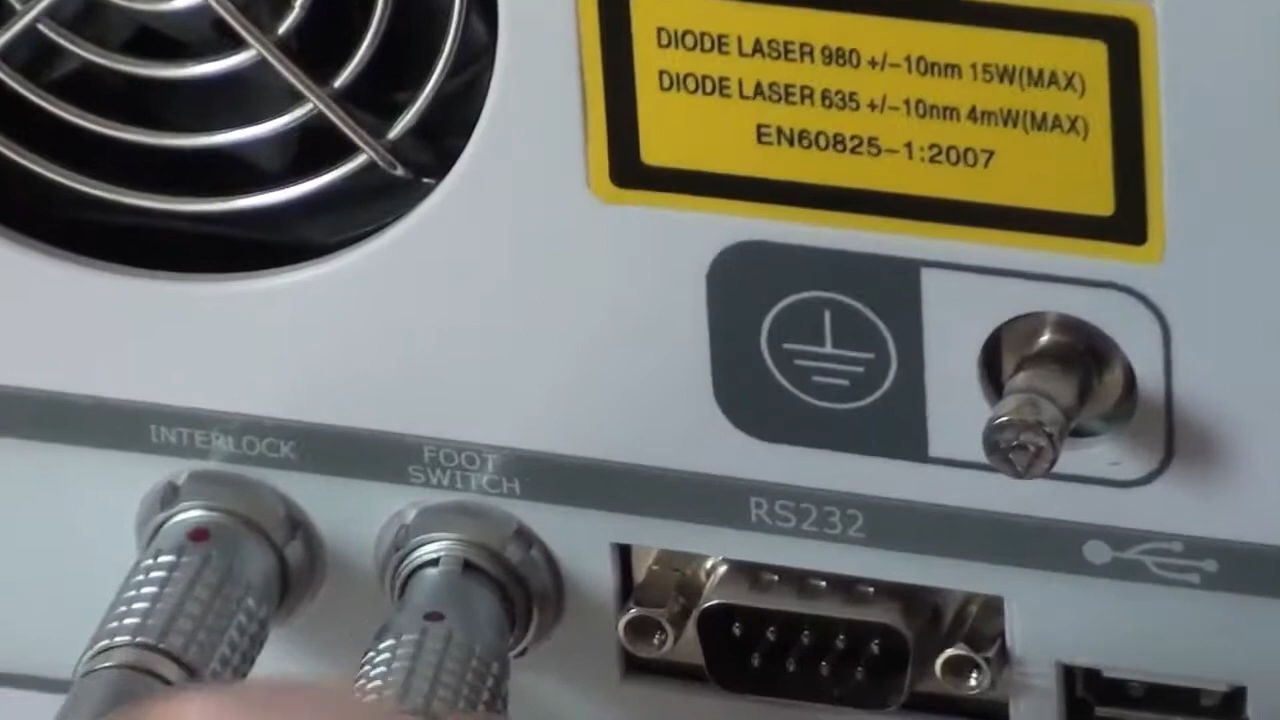 DIODE LASER 980 +/-10nm 15W(MAX)
DIODE LASER 635 +/-10nm 4mW(MAX)
EN60825-1:2007
INTERLOCK
FOOT
SWITCH
RS232